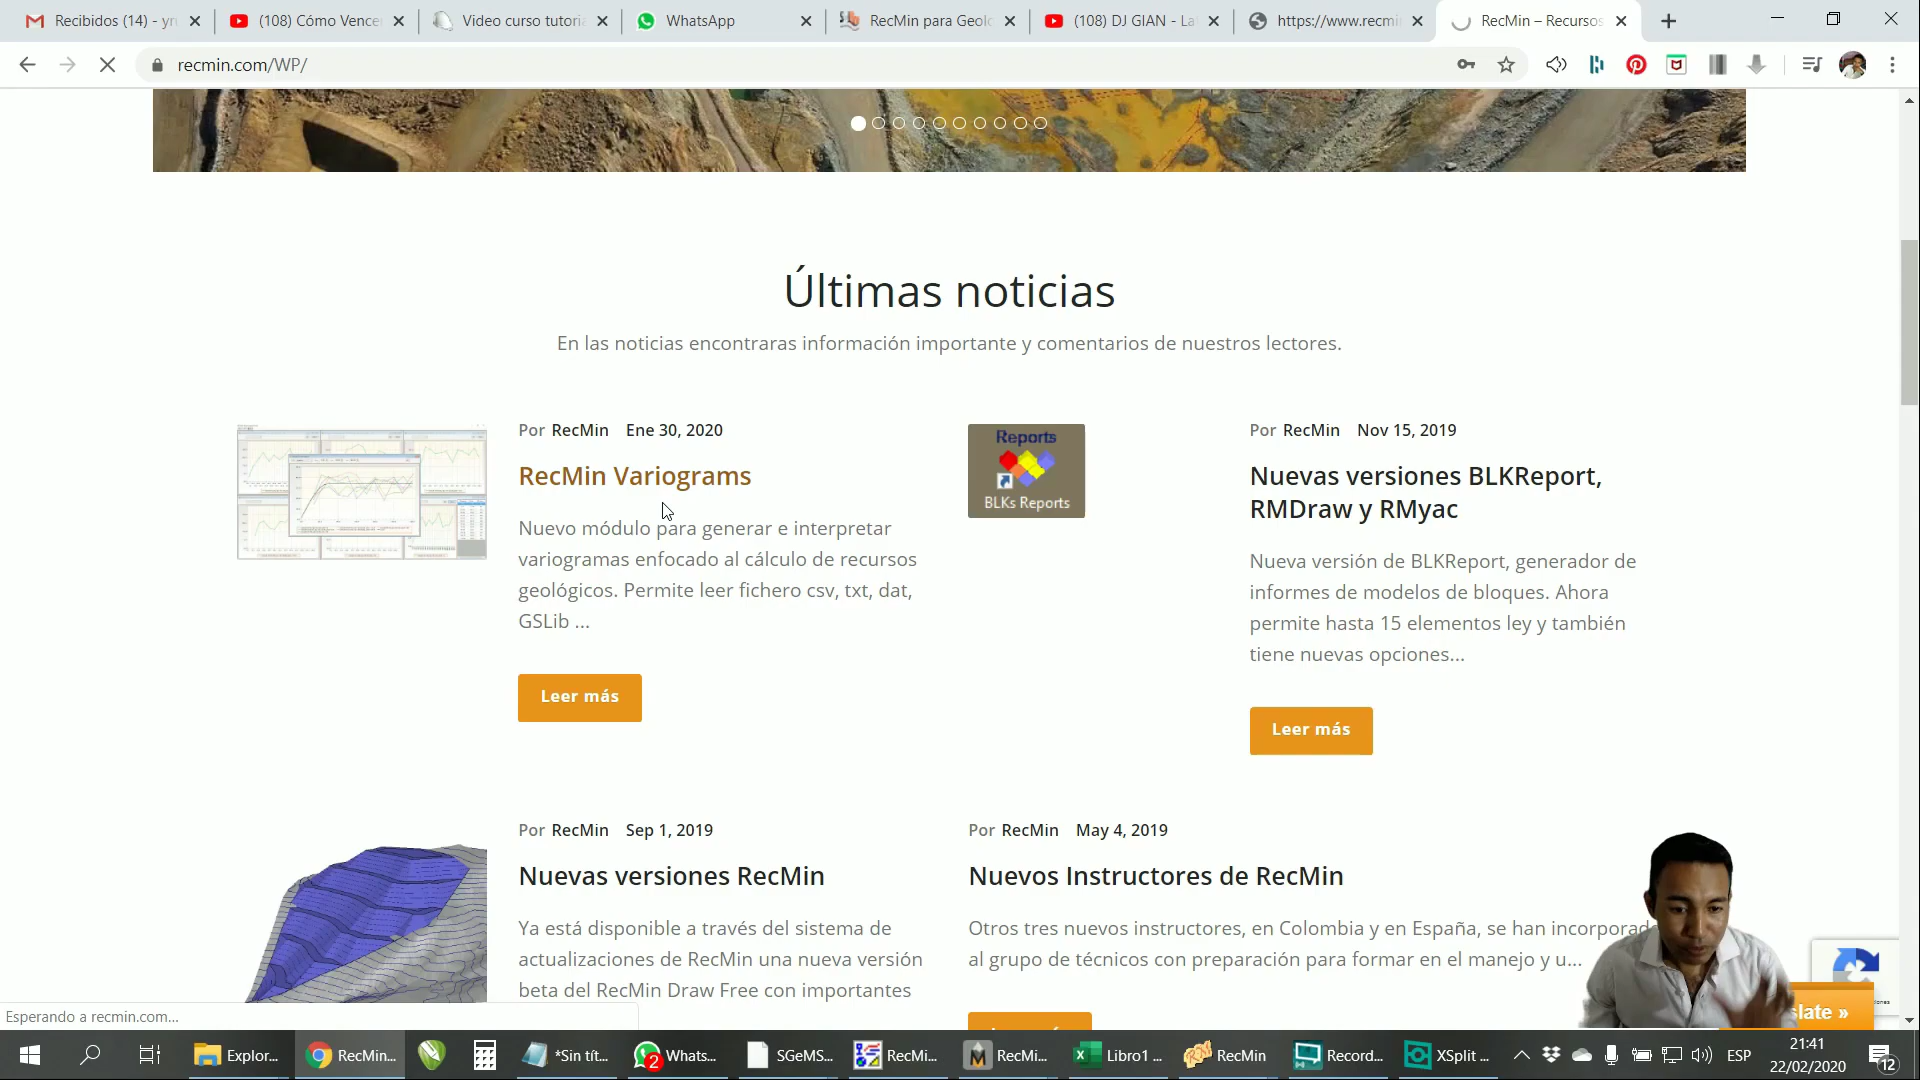 Recibidos (14) - yr
(108) Cómo Vence
Video curso tutoria
WhatsApp
RecMin para Geolo
(108) DJ GIAN - La
https://www.recmi
RecMin – Recursos
recmin.com/WP/
Últimas noticias
En las noticias encontraras información importante y comentarios de nuestros lectores.
Por RecMin Ene 30, 2020
RecMin Variograms
Nuevo módulo para generar e interpretar
variogramas enfocado al cálculo de recursos
geológicos. Permite leer fichero csv, txt, dat,
GSLib ...
Leer más
Reports
BLKs Reports
Por RecMin Nov 15, 2019
Nuevas versiones BLKReport,
RMDraw y RMyac
Nueva versión de BLKReport, generador de
informes de modelos de bloques. Ahora
permite hasta 15 elementos ley y también
tiene nuevas opciones...
Leer más
Por RecMin Sep 1, 2019
Nuevas versiones RecMin
Ya está disponible a través del sistema de
actualizaciones de RecMin una nueva versión
beta del RecMin Draw Free con importantes
Por RecMin May 4, 2019
Nuevos Instructores de RecMin
Otros tres nuevos instructores, en Colombia y en España, se han incorporad
al grupo de técnicos con preparación para formar en el manejo y u...
slate »
Esperando a recmin.com...
Explor...
RecMin...
*Sin tít...
2
Whats...
SGeMS...
RecMi...
RecMi...
Libro1 ...
RecMin
Record...
XSplit ...
ESP
21:41
22/02/2020
12